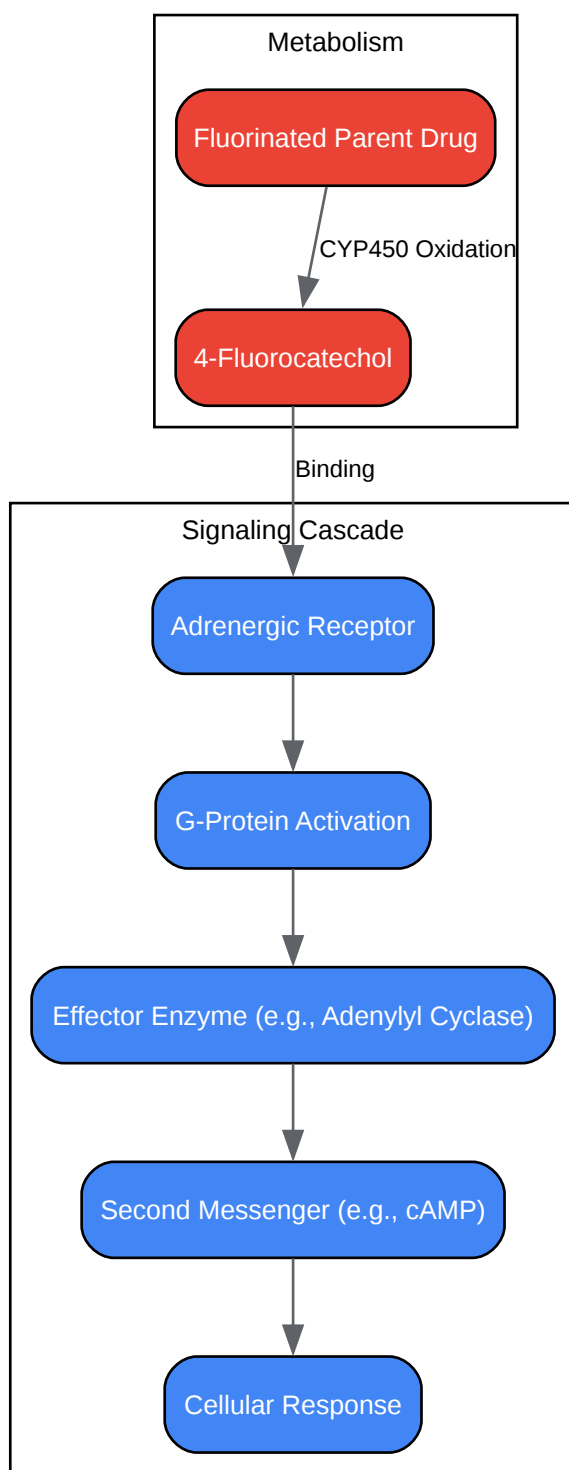 Metabolism
Fluorinated Parent Drug
CYP450 Oxidation
4-Fluorocatechol
Binding
Signaling Cascade
Adrenergic Receptor
G-Protein Activation
Effector Enzyme (e.g., Adenylyl Cyclase)
Second Messenger (e.g., cAMP)
Cellular Response